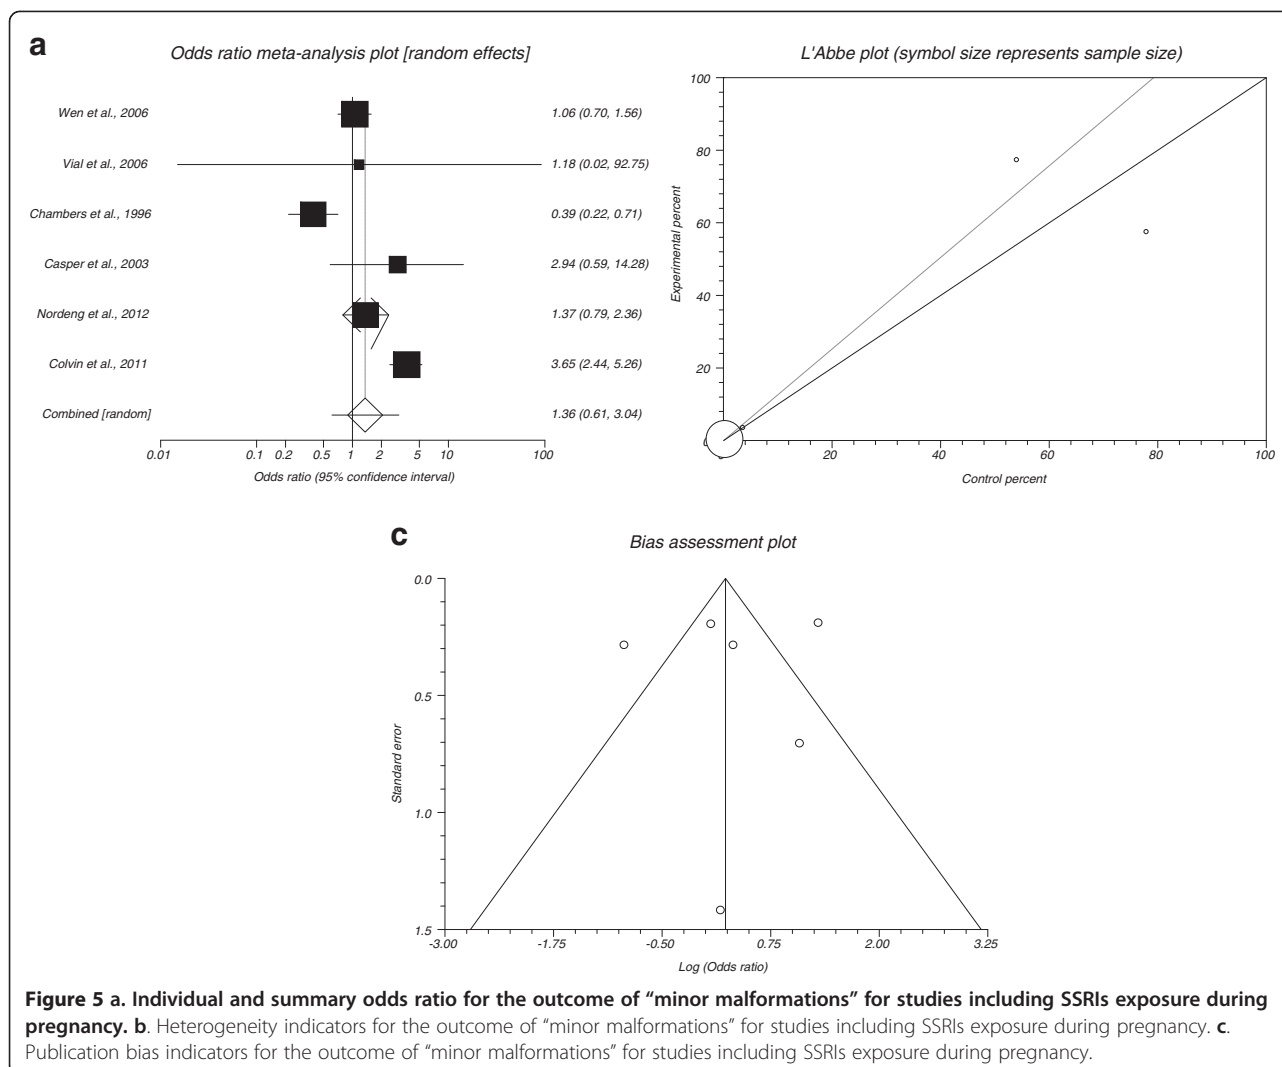 a
Odds ratio meta-analysis plot [random effects]
Wen et al., 2006 1.06 (0.70, 1.56)
Vial et al., 2006 1.18 (0.02, 92.75)
Chambers et al., 1996 0.39 (0.22, 0.71)
Casper et al., 2003 2.94 (0.59, 14.28)
Nordeng et al., 2012 1.37 (0.79, 2.36)
Colvin et al., 2011 3.65 (2.44, 5.26)
Combined [random] 1.36 (0.61, 3.04)
0.01 0.1 0.2 0.5 1 2 5 10 100
Odds ratio (95% confidence interval)
L'Abbe plot (symbol size represents sample size)
Experimental percent
100
80
60
40
20
20 40 60 80 100
Control percent
c
Bias assessment plot
Standard error
0.0
0.5
1.0
1.5
-3.00 -1.75 -0.50 0.75 2.00 3.25
Log (Odds ratio)
Figure 5 a. Individual and summary odds ratio for the outcome of “minor malformations” for studies including SSRIs exposure during
pregnancy. b. Heterogeneity indicators for the outcome of “minor malformations” for studies including SSRIs exposure during pregnancy. c.
Publication bias indicators for the outcome of “minor malformations” for studies including SSRIs exposure during pregnancy.